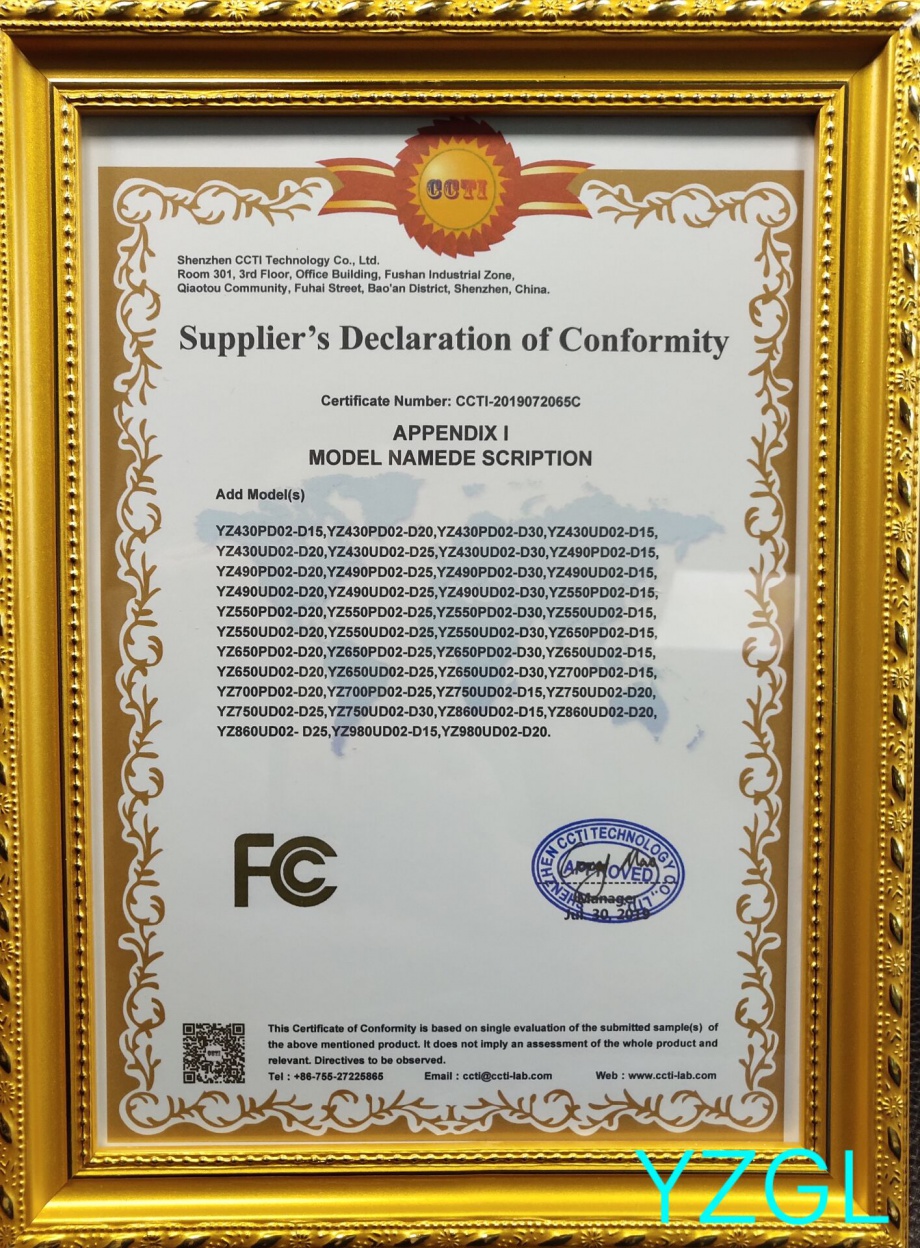 CCTI
Shenzhen CCTI Technology Co., Ltd.
Room 301, 3rd Floor, Office Building, Fushan Industrial Zone,
Qiaotou Community, Fuhai Street, Bao'an District, Shenzhen, China.
Supplier's Declaration of Conformity
Certificate Number: CCTI-2019072065C
APPENDIX I
MODEL NAMEDE SCRIPTION
Add Model(s)
YZ430PD02-D15,YZ430PD02-D20,YZ430PD02-D30,YZ430UD02-D15,
YZ430UD02-D20,YZ430UD02-D25,YZ430UD02-D30,YZ490PD02-D15,
YZ490PD02-D20,YZ490PD02-D25,YZ490PD02-D30,YZ490UD02-D15,
YZ490UD02-D20,YZ490UD02-D25,YZ490UD02-D30,YZ550PD02-D15,
YZ550PD02-D20,YZ550PD02-D25,YZ550PD02-D30,YZ550UD02-D15,
YZ550UD02-D20,YZ550UD02-D25,YZ550UD02-D30,YZ650PD02-D15,
YZ650PD02-D20,YZ650PD02-D25,YZ650PD02-D30,YZ650UD02-D15,
YZ650UD02-D20,YZ650UD02-D25,YZ650UD02-D30,YZ700PD02-D15,
YZ700PD02-D20,YZ700PD02-D25,YZ750UD02-D15,YZ750UD02-D20,
YZ750UD02-D25,YZ750UD02-D30,YZ860UD02-D15,YZ860UD02-D20,
YZ860UD02- D25,YZ980UD02-D15,YZ980UD02-D20.
FC
SHENZHEN CCTI TECHNOLOGY CO., LTD.
APPROVED
Manager
Jul. 30, 2019
CCTI
This Certificate of Conformity is based on single evaluation of the submitted sample(s) of
the above mentioned product. It does not imply an assessment of the whole product and
relevant. Directives to be observed.
Tel : +86-755-27225865 Email : ccti@ccti-lab.com Web : www.ccti-lab.com
YZGL